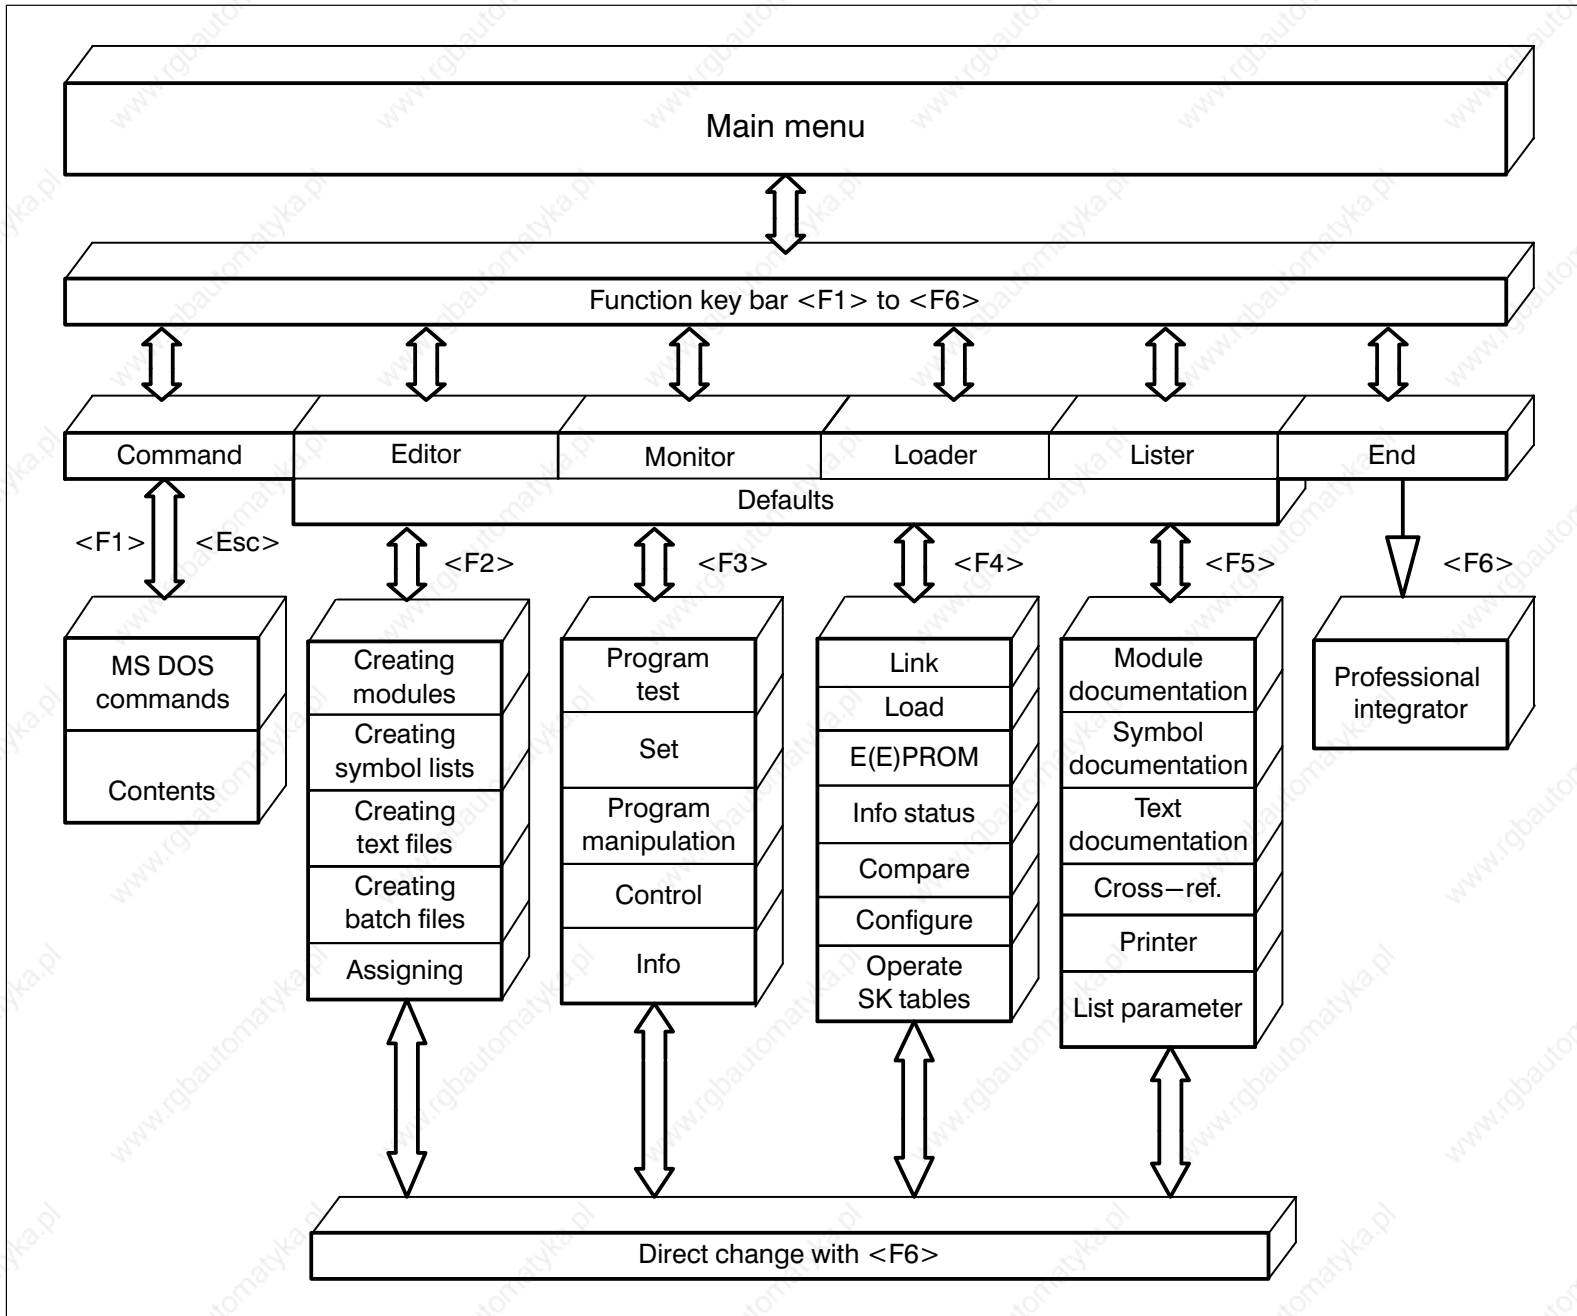 Main menu
Function key bar <F1> to <F6>
Command
Editor
Monitor
Loader
Lister
End
Defaults
<F1>
<Esc>
<F2>
<F3>
<F4>
<F5>
<F6>
MS DOS
commands
Contents
Creating
modules
Creating
symbol lists
Creating
text files
Creating
batch files
Assigning
Program
test
Set
Program
manipulation
Control
Info
Link
Load
E(E)PROM
Info status
Compare
Configure
Operate
SK tables
Module
documentation
Symbol
documentation
Text
documentation
Cross–ref.
Printer
List parameter
Professional
integrator
Direct change with <F6>
www.rgbautomatyka.pl